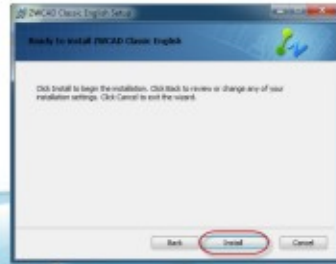 ZWCAD Classic English Setup
Ready to install ZWCAD Classic English
Click Install to begin the installation. Click Back to review or change any of your
installation settings. Click Cancel to exit the wizard.
Back
Install
Cancel